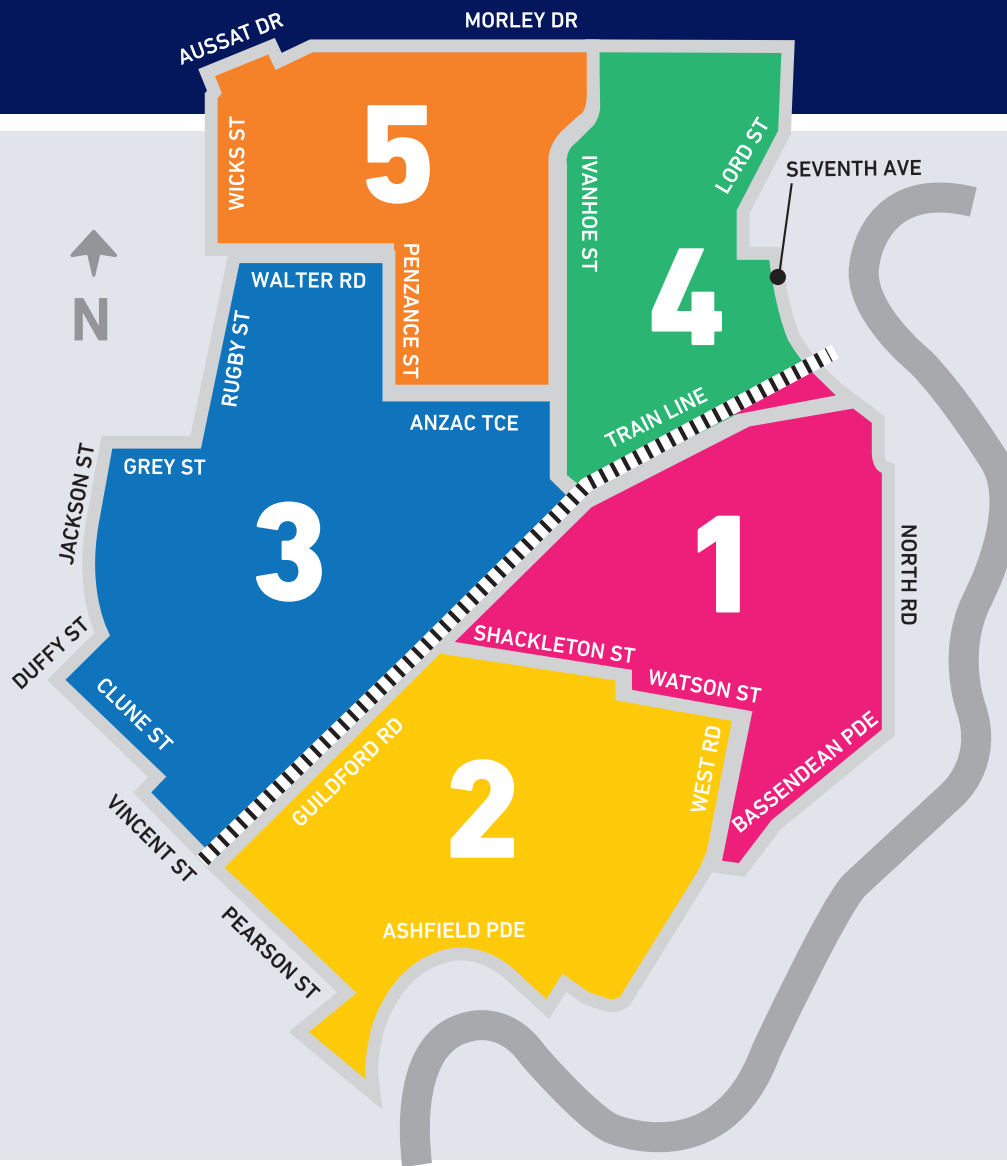 MORLEY DR
AUSSAT DR
5
WICKS ST
LORD ST
SEVENTH AVE
IVANHOE ST
PENZANCE ST
WALTER RD
4
N
RUGBY ST
TRAIN LINE
ANZAC TCE
GREY ST
JACKSON ST
3
1
NORTH RD
SHACKLETON ST
DUFFY ST
WATSON ST
CLUNE ST
GUILDFORD RD
WEST RD
BASSENDEAN PDE
2
VINCENT ST
ASHFIELD PDE
PEARSON ST